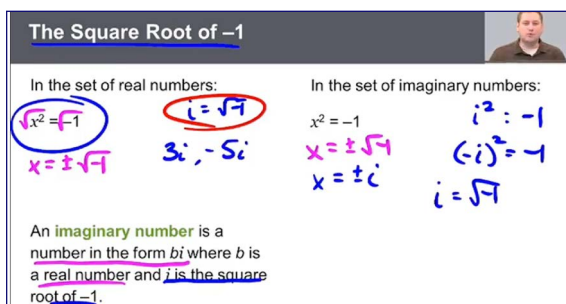 The Square Root of –1
In the set of real numbers:
√x² = √–1
x = ± √-1
i = √-1
3i, -5i
An imaginary number is a
number in the form bi where b is
a real number and i is the square
root of –1.
In the set of imaginary numbers:
x² = –1
x = ± √-1
x = ± i
i² = -1
(-i)² = -1
i = √-1